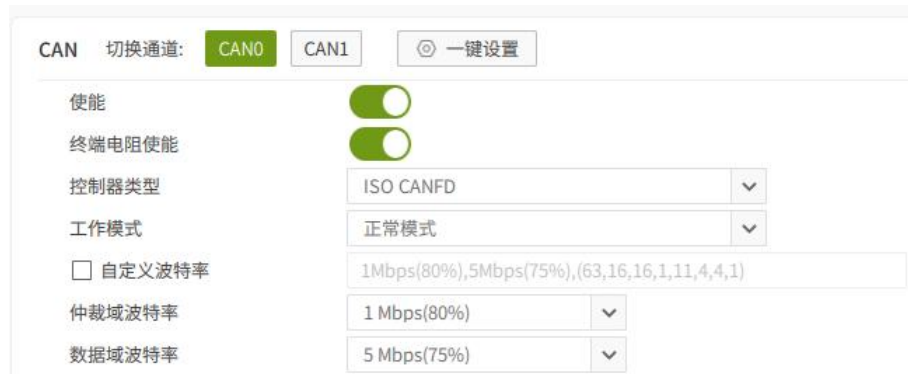 CAN 切换通道: CAN0 CAN1 一键设置
使能
终端电阻使能
控制器类型 ISO CANFD
工作模式 正常模式
自定义波特率 1Mbps(80%),5Mbps(75%),(63,16,16,1,11,4,4,1)
仲裁域波特率 1 Mbps(80%)
数据域波特率 5 Mbps(75%)